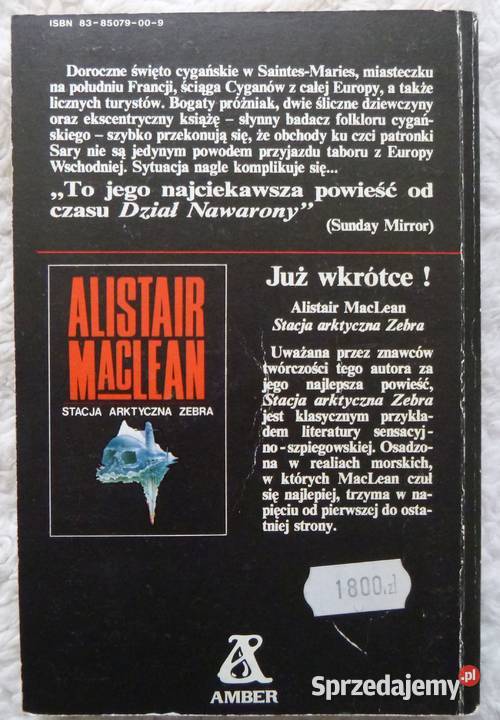 ISBN 83-85079-00-9
Doroczne święto cygańskie w Saintes-Maries, miasteczku
na południu Francji, ściąga Cyganów z całej Europy, a także
licznych turystów. Bogaty próżniak, dwie śliczne dziewczyny
oraz ekscentryczny książę – słynny badacz folkloru cygań-
skiego – szybko przekonują się, że obchody ku czci patronki
Sary nie są jedynym powodem przyjazdu taboru z Europy
Wschodniej. Sytuacja nagle komplikuje się...
„To jego najciekawsza powieść od
czasu Dział Nawarony”
(Sunday Mirror)
ALISTAIR
MACLEAN
STACJA ARKTYCZNA ZEBRA
Już wkrótce !
Alistair MacLean
Stacja arktyczna Zebra
Uważana przez znawców
twórczości tego autora za
jego najlepsza powieść,
Stacja arktyczna Zebra
jest klasycznym przykła-
dem literatury sensacyj-
no-szpiegowskiej. Osadzo-
na w realiach morskich,
w których MacLean czuł
się najlepiej, trzyma w na-
pięciu od pierwszej do osta-
tniej strony.
1800.zł
AMBER
Sprzedajemy.pl